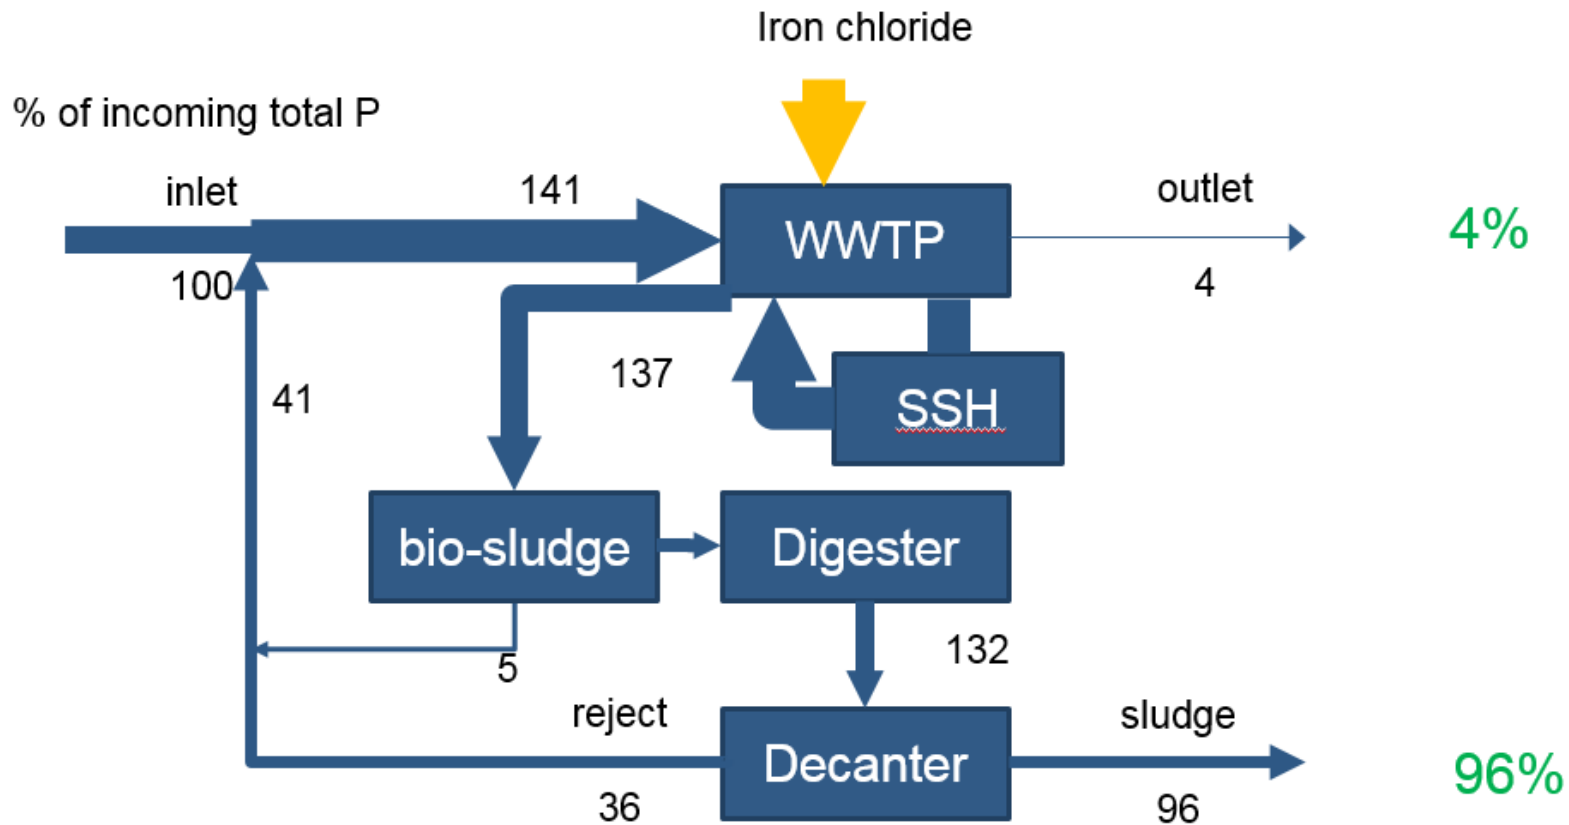 Iron chloride
% of incoming total P
inlet
141
WWTP
outlet
4%
100
4
137
41
SSH
bio-sludge
Digester
5
132
reject
sludge
Decanter
96%
36
96